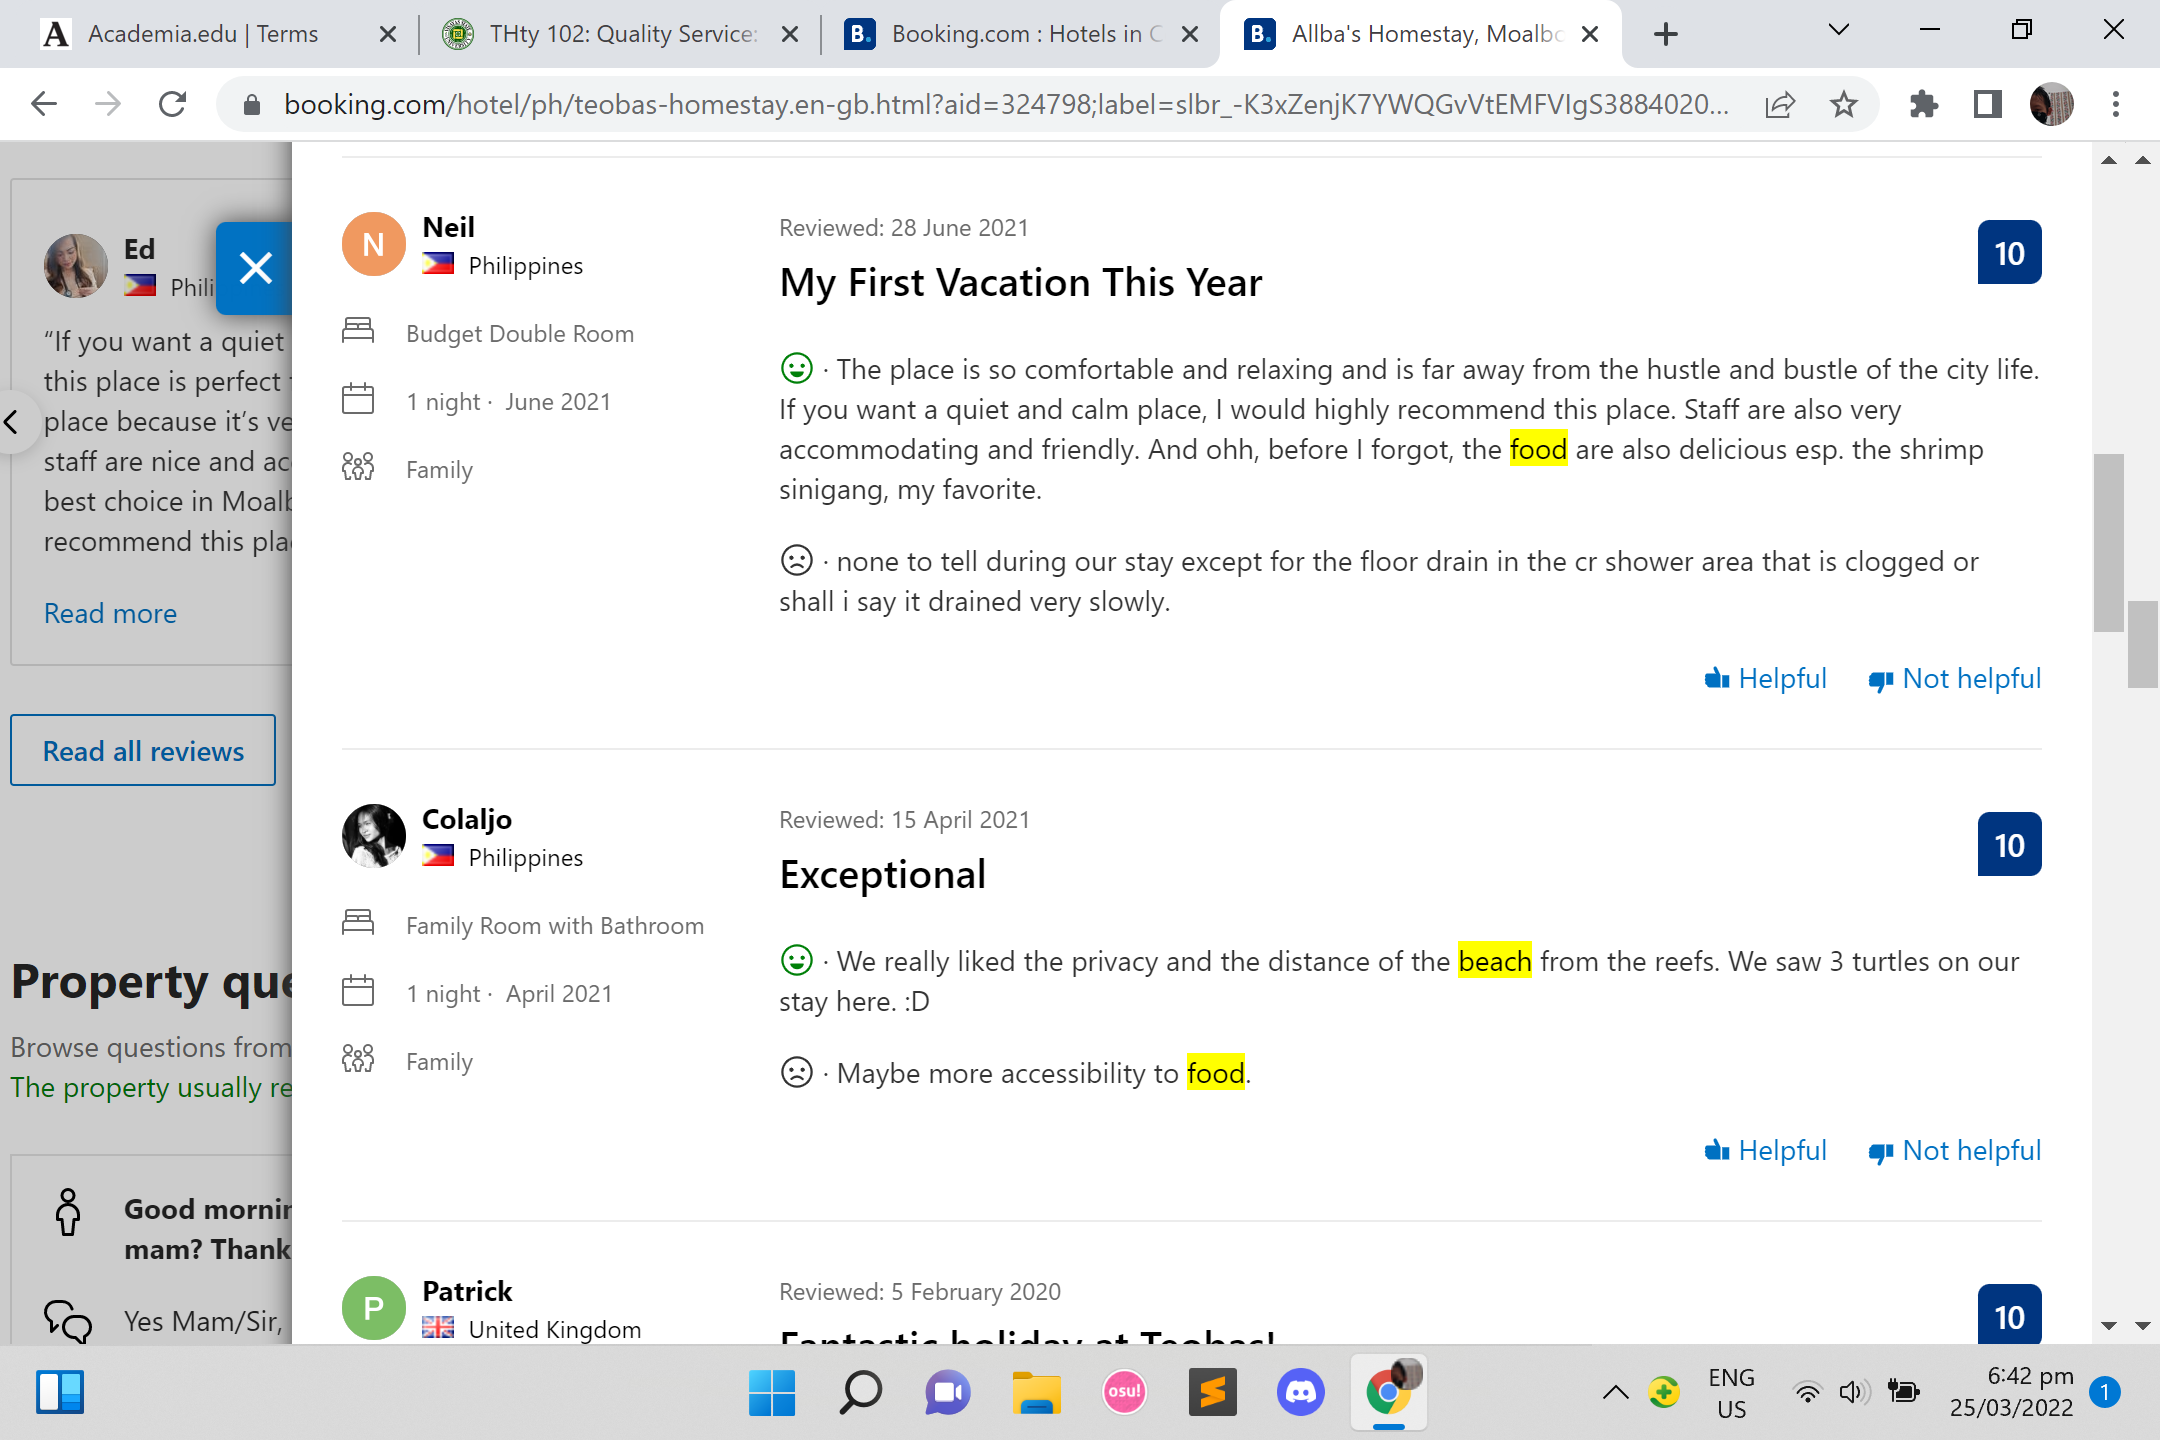 Academia.edu | Terms
THty 102: Quality Service:
B. Booking.com : Hotels in C
B. Allba's Homestay, Moalbo
booking.com/hotel/ph/teobas-homestay.en-gb.html?aid=324798;label=slbr_-K3xZenjK7YWQGvVtEMFVIgS3884020...
Ed
Phili
“If you want a quiet
this place is perfect
place because it’s ve
staff are nice and ac
best choice in Moalb
recommend this pla
Read more
Read all reviews
Property que
Browse questions from
The property usually re
Good mornin
mam? Thank
Yes Mam/Sir,
N
Neil
Philippines
Budget Double Room
1 night · June 2021
Family
Reviewed: 28 June 2021
10
My First Vacation This Year
· The place is so comfortable and relaxing and is far away from the hustle and bustle of the city life.
If you want a quiet and calm place, I would highly recommend this place. Staff are also very
accommodating and friendly. And ohh, before I forgot, the food are also delicious esp. the shrimp
sinigang, my favorite.
· none to tell during our stay except for the floor drain in the cr shower area that is clogged or
shall i say it drained very slowly.
Helpful Not helpful
Colaljo
Philippines
Family Room with Bathroom
1 night · April 2021
Family
Reviewed: 15 April 2021
10
Exceptional
· We really liked the privacy and the distance of the beach from the reefs. We saw 3 turtles on our
stay here. :D
· Maybe more accessibility to food.
Helpful Not helpful
P
Patrick
United Kingdom
Reviewed: 5 February 2020
10
Fantastic holiday at Teobas!
osu!
ENG
US
6:42 pm
25/03/2022
1